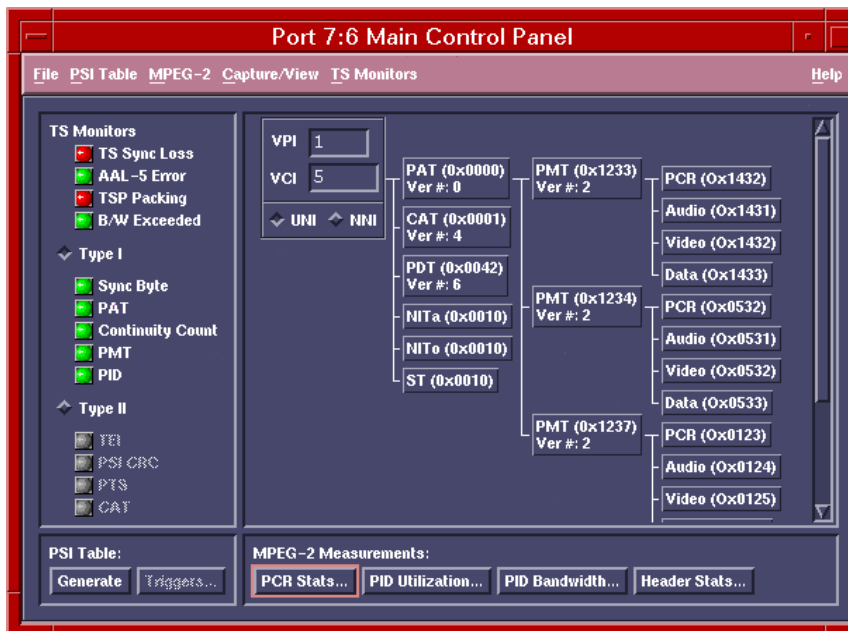 Port 7:6 Main Control Panel
File PSI Table MPEG-2 Capture/View TS Monitors Help
TS Monitors
TS Sync Loss
AAL-5 Error
TSP Packing
B/W Exceeded
Type I
Sync Byte
PAT
Continuity Count
PMT
PID
Type II
TEI
PSI CRC
PTS
CAT
VPI 1
VCI 5
UNI NNI
PAT (0x0000)
Ver #: 0
CAT (0x0001)
Ver #: 4
PDT (0x0042)
Ver #: 6
NITa (0x0010)
NITo (0x0010)
ST (0x0010)
PMT (0x1233)
Ver #: 2
PCR (0x1432)
Audio (0x1431)
Video (0x1432)
Data (0x1433)
PMT (0x1234)
Ver #: 2
PCR (0x0532)
Audio (0x0531)
Video (0x0532)
Data (0x0533)
PMT (0x1237)
Ver #: 2
PCR (0x0123)
Audio (0x0124)
Video (0x0125)
PSI Table:
Generate Triggers...
MPEG-2 Measurements:
PCR Stats... PID Utilization... PID Bandwidth... Header Stats...